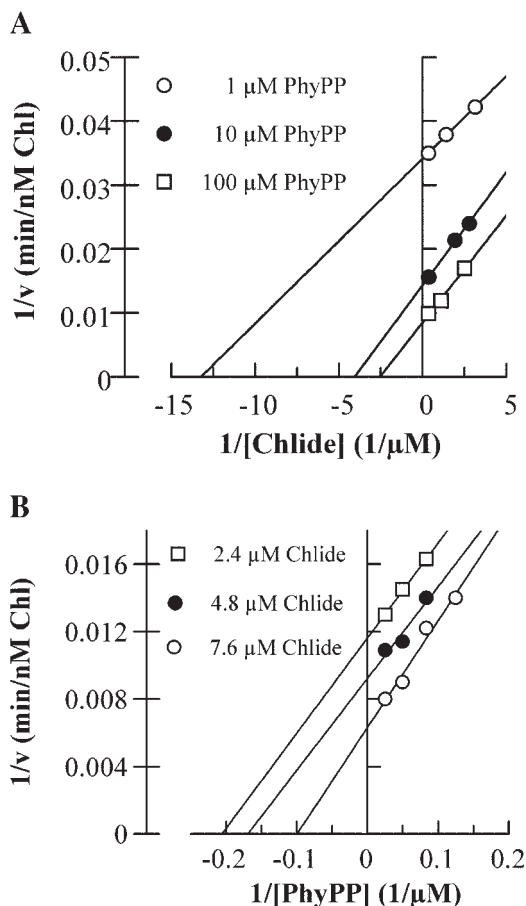 A
0.05
0.04
0.03
0.02
0.01
0
1/v (min/nM Chl)
1 µM PhyPP
10 µM PhyPP
100 µM PhyPP
-15 -10 -5 0 5
1/[Chlide] (1/µM)
B
0.016
0.012
0.008
0.004
0
1/v (min/nM Chl)
2.4 µM Chlide
4.8 µM Chlide
7.6 µM Chlide
-0.2 -0.1 0 0.1 0.2
1/[PhyPP] (1/µM)